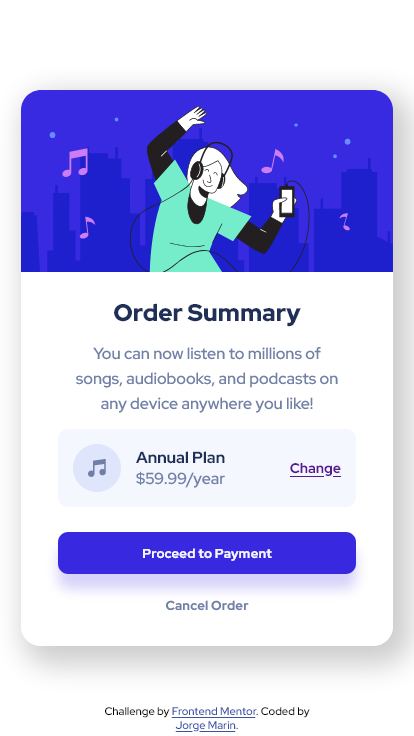 Order Summary
You can now listen to millions of
songs, audiobooks, and podcasts on
any device anywhere you like!
Annual Plan
$59.99/year
Change
Proceed to Payment
Cancel Order
Challenge by Frontend Mentor. Coded by
Jorge Marin.